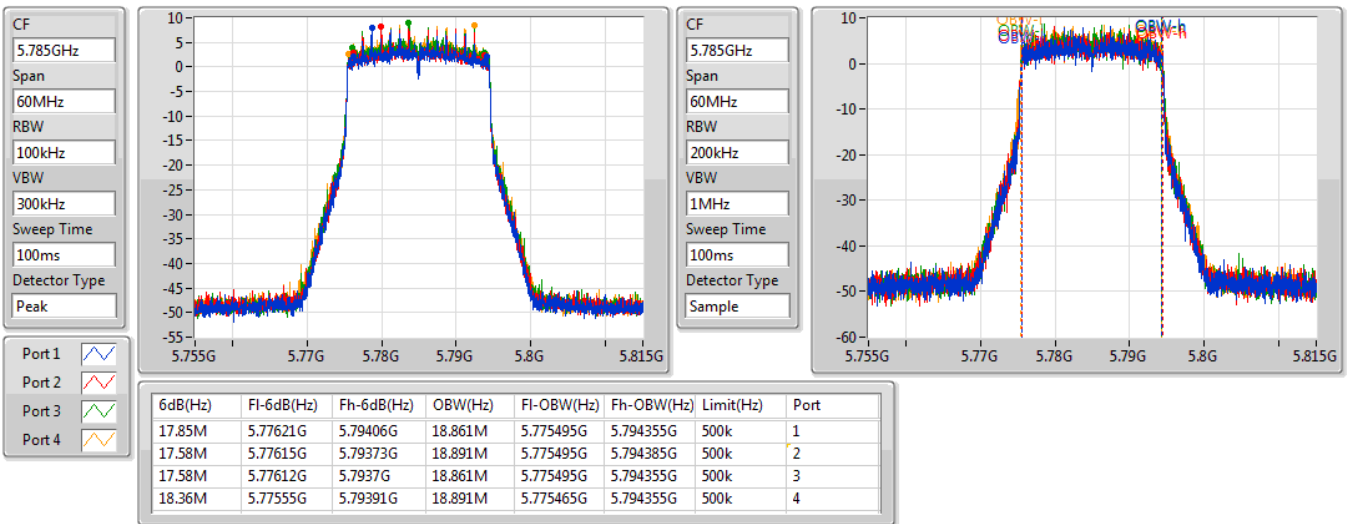 CF
5.785GHz
Span
60MHz
RBW
100kHz
VBW
300kHz
Sweep Time
100ms
Detector Type
Peak
Port 1
Port 2
Port 3
Port 4
10
5
0
-5
-10
-15
-20
-25
-30
-35
-40
-45
-50
-55
5.755G 5.77G 5.78G 5.79G 5.8G 5.815G
CF
5.785GHz
Span
60MHz
RBW
200kHz
VBW
1MHz
Sweep Time
100ms
Detector Type
Sample
10
0
-10
-20
-30
-40
-50
-60
OBW-h
5.755G 5.77G 5.78G 5.79G 5.8G 5.815G
6dB(Hz) Fl-6dB(Hz) Fh-6dB(Hz) OBW(Hz) Fl-OBW(Hz) Fh-OBW(Hz) Limit(Hz) Port
17.85M 5.77621G 5.79406G 18.861M 5.775495G 5.794355G 500k 1
17.58M 5.77615G 5.79373G 18.891M 5.775495G 5.794385G 500k 2
17.58M 5.77612G 5.7937G 18.861M 5.775495G 5.794355G 500k 3
18.36M 5.77555G 5.79391G 18.891M 5.775465G 5.794355G 500k 4